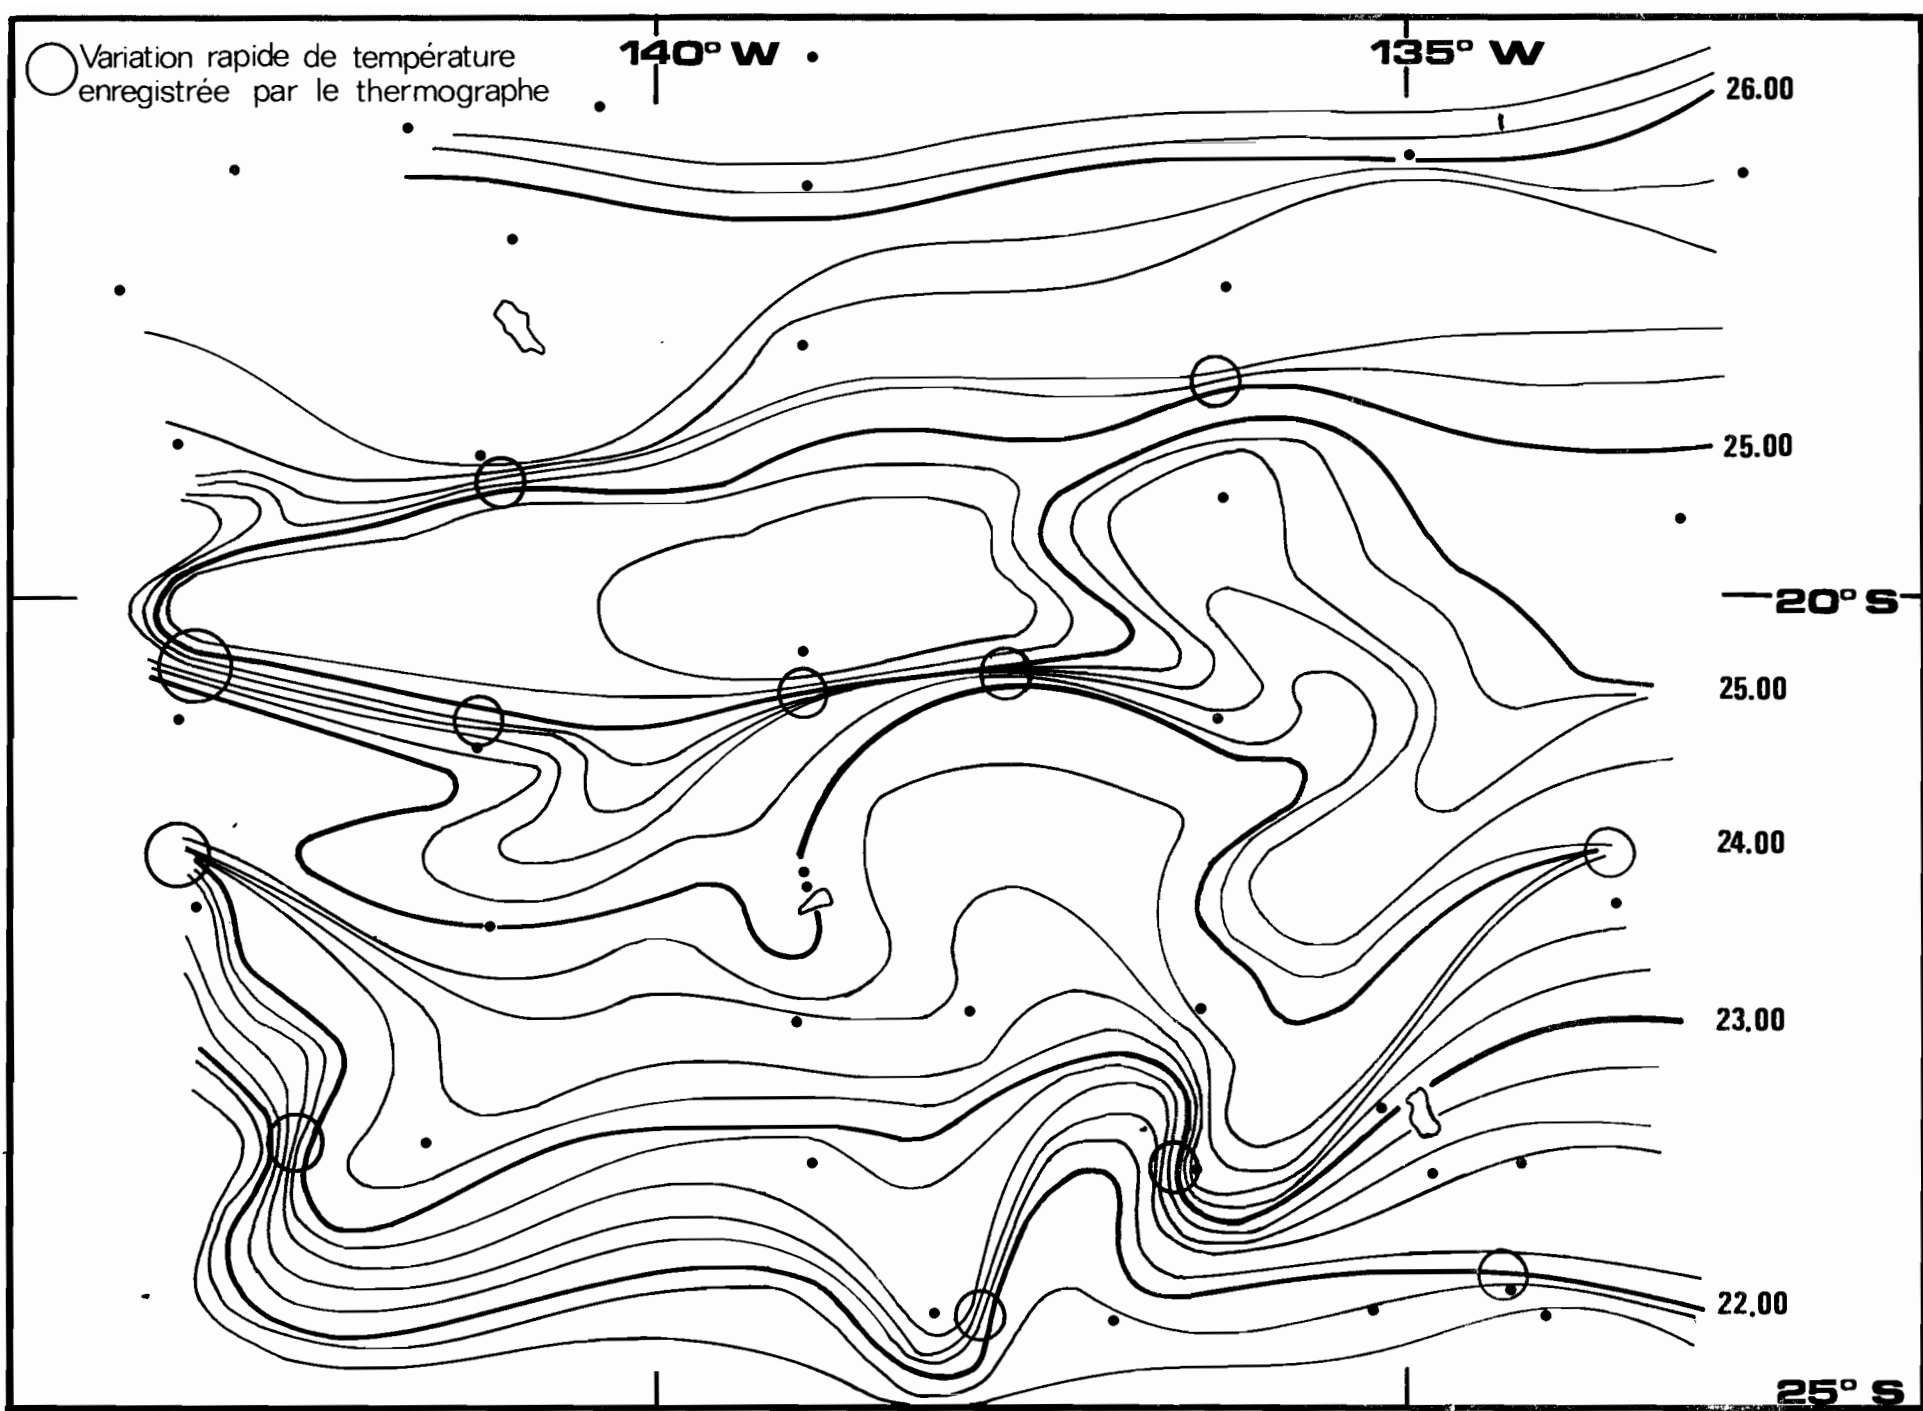 Variation rapide de température
enregistrée par le thermographe
140° W
135° W
26.00
25.00
20° S
25.00
24.00
23.00
22.00
25° S